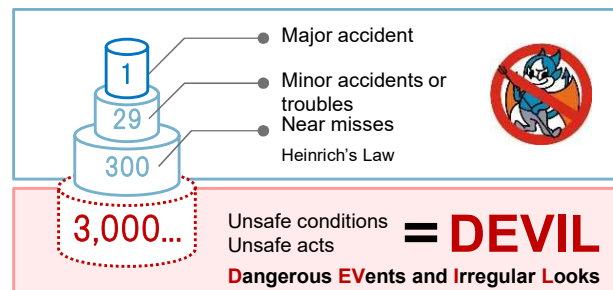 1
Major accident
29
Minor accidents or
troubles
300
Near misses
Heinrich's Law
3,000...
Unsafe conditions
Unsafe acts
= DEVIL
Dangerous EVents and Irregular Looks